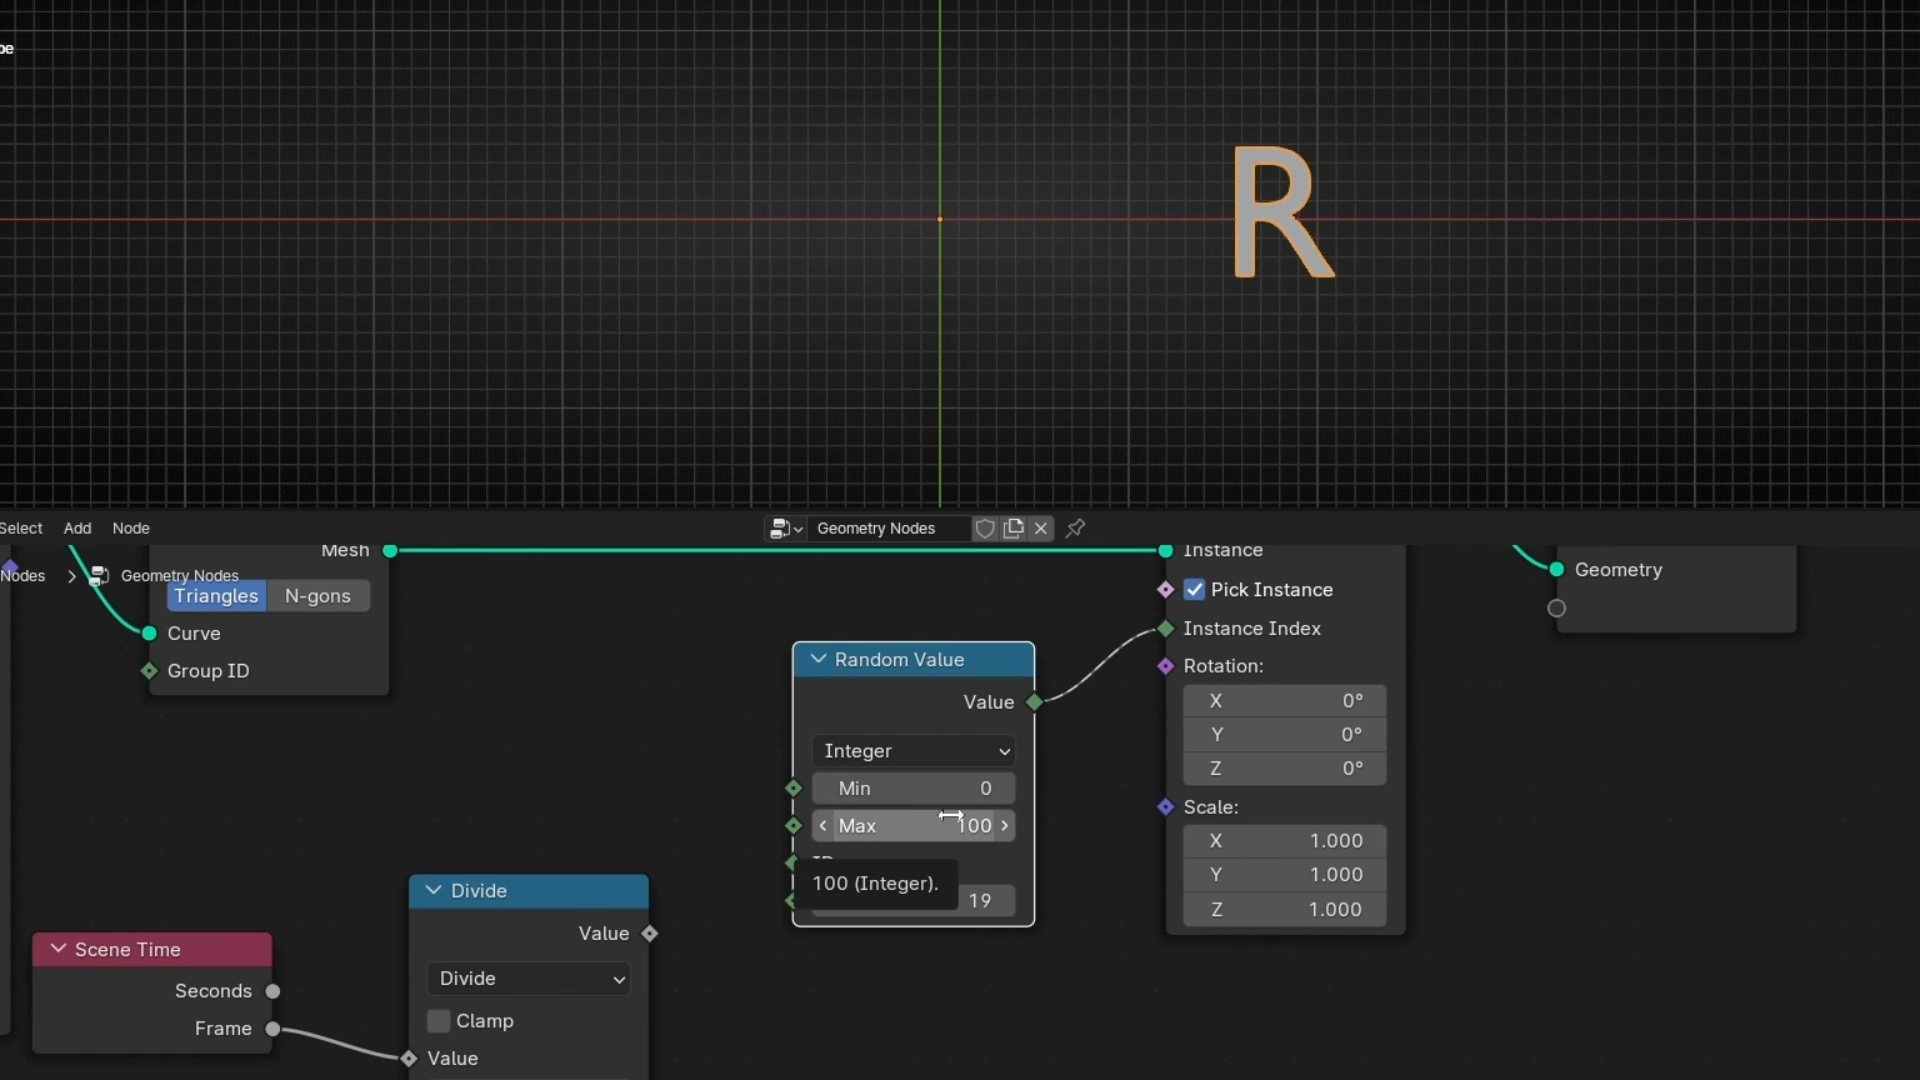 R
Select Add Node Geometry Nodes
Mesh
Instance
Geometry
Nodes > Geometry Nodes
Triangles N-gons
Pick Instance
Curve
Instance Index
Group ID
Random Value
Rotation:
Value
X 0°
Integer
Y 0°
Min 0
Z 0°
Max 100
Scale:
X 1.000
100 (Integer).
Y 1.000
19
Z 1.000
Divide
Value
Scene Time
Divide
Seconds
Clamp
Frame
Value